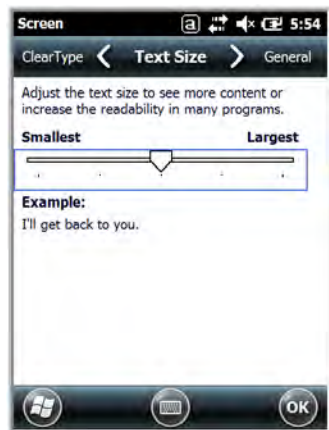 Screen a 5:54
ClearType Text Size General
Adjust the text size to see more content or
increase the readability in many programs.
Smallest Largest
Example:
I'll get back to you.
OK